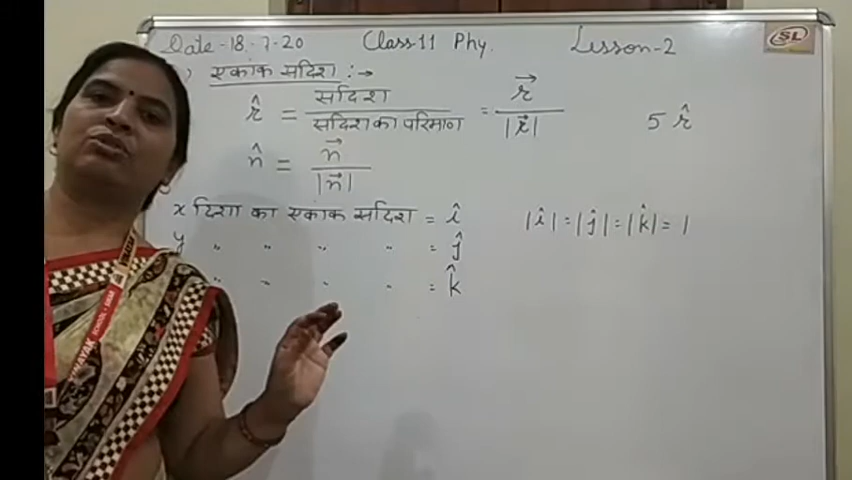 Date - 18.7-20 Class-11 Phy. Lesson-2 SL
) एकांक सदिश :→
r̂ = सदिश / सदिश का परिमाण = r⃗ / |r⃗| 5 r̂
n̂ = n⃗ / |n⃗|
x दिशा का एकांक सदिश = î |î| = |ĵ| = |k̂| = 1
y " " " " = ĵ
" " " " = k̂